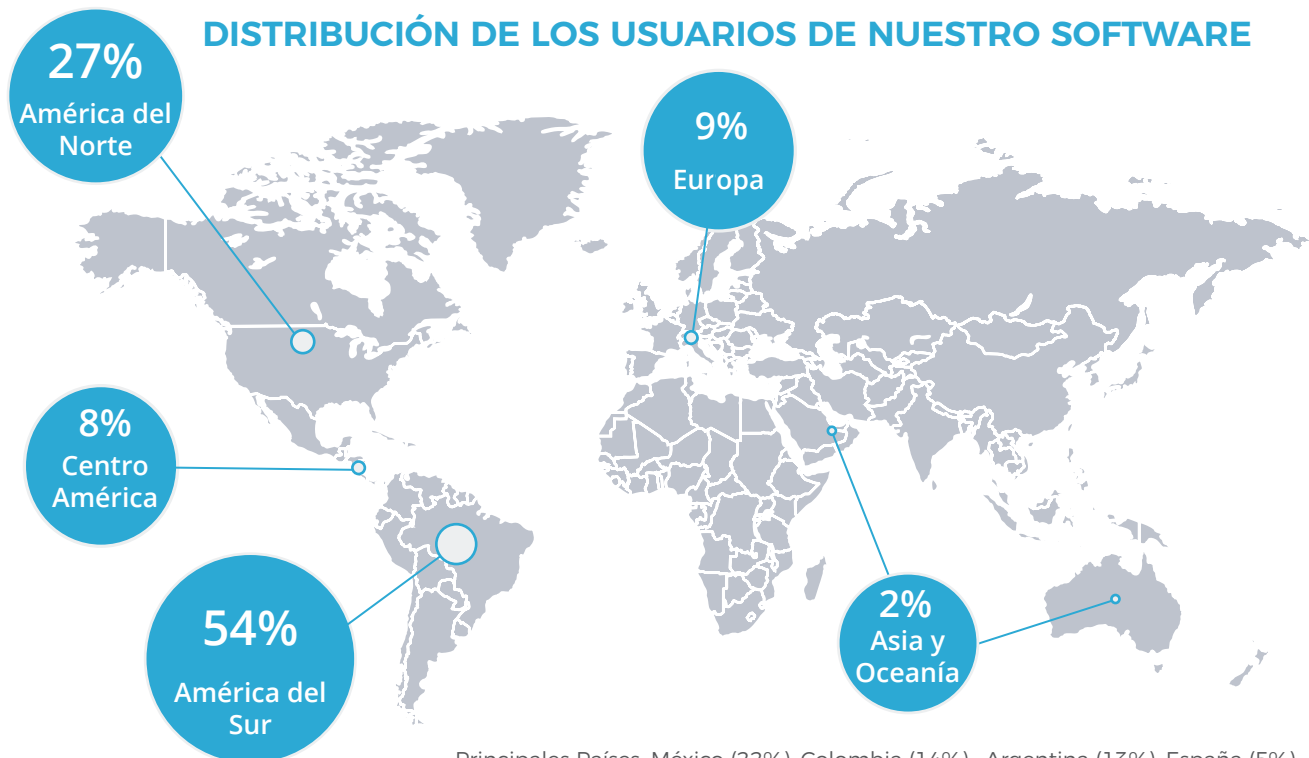 DISTRIBUCIÓN DE LOS USUARIOS DE NUESTRO SOFTWARE
27%
América del
Norte
9%
Europa
8%
Centro
América
54%
América del
Sur
2%
Asia y
Oceanía
Principales Países México (22%) Colombia (14%) Argentina (13%) España (5%)